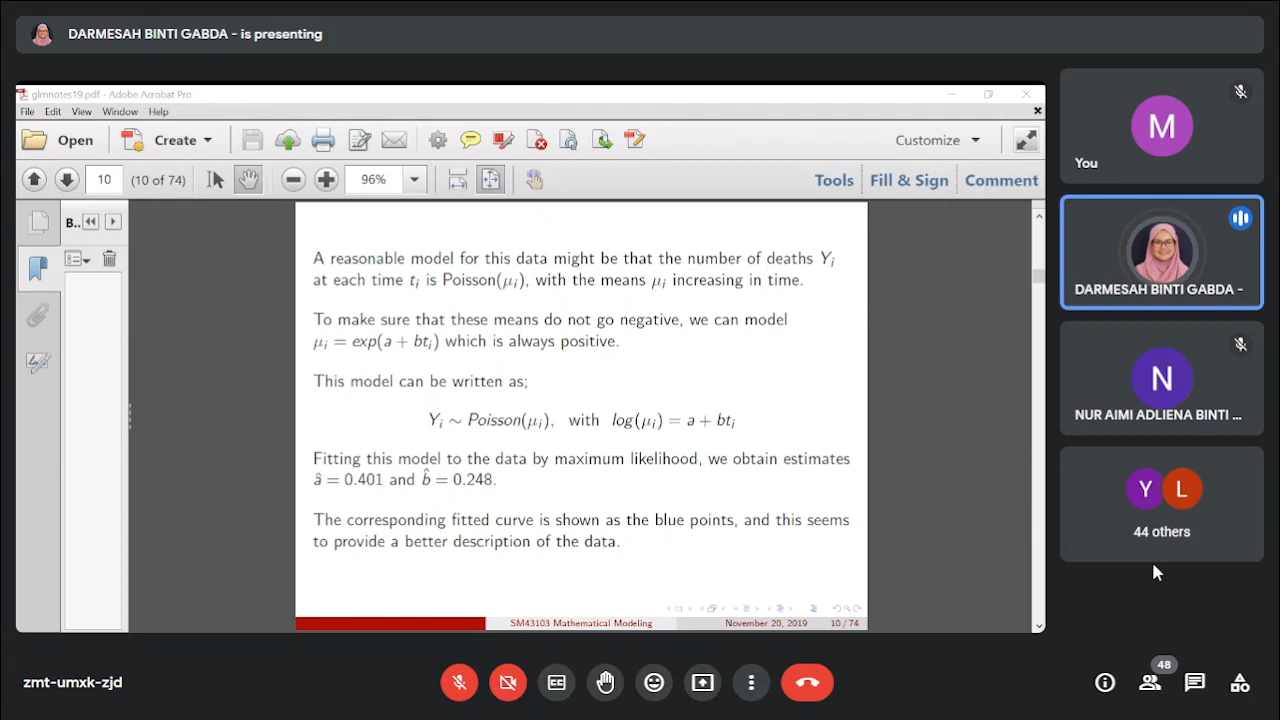 DARMESAH BINTI GABDA - is presenting
glmnotes19.pdf - Adobe Acrobat Pro
File Edit View Window Help
Open Create Customize
10 (10 of 74) 96% Tools Fill & Sign Comment
B..
A reasonable model for this data might be that the number of deaths Yᵢ
at each time tᵢ is Poisson(μᵢ), with the means μᵢ increasing in time.
To make sure that these means do not go negative, we can model
μᵢ = exp(a + btᵢ) which is always positive.
This model can be written as;
Yᵢ ∼ Poisson(μᵢ), with log(μᵢ) = a + btᵢ
Fitting this model to the data by maximum likelihood, we obtain estimates
â = 0.401 and b̂ = 0.248.
The corresponding fitted curve is shown as the blue points, and this seems
to provide a better description of the data.
SM43103 Mathematical Modeling November 20, 2019 10 / 74
M
You
DARMESAH BINTI GABDA -
N
NUR AIMI ADLIENA BINTI ...
Y L
44 others
zmt-umxk-zjd
48